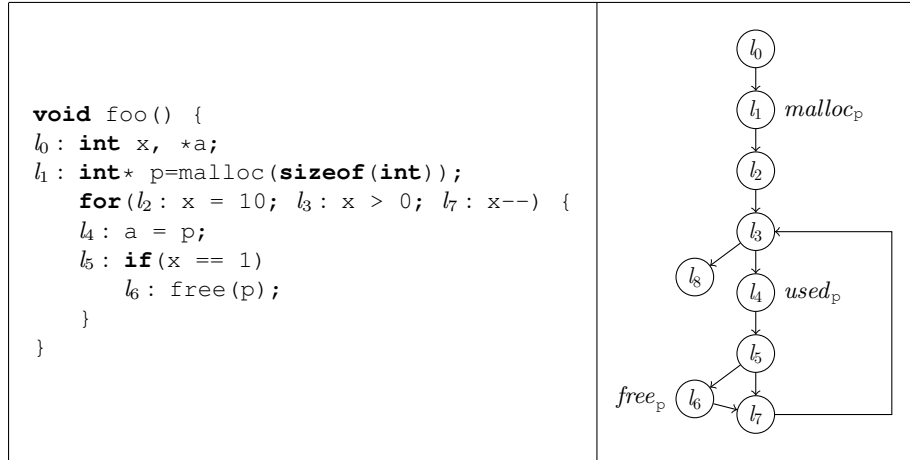 void foo() {
l₀: int x, *a;
l₁: int* p=malloc(sizeof(int));
for(l₂: x = 10; l₃: x > 0; l₇: x--) {
l₄: a = p;
l₅: if(x == 1)
l₆: free(p);
}
}
l₀
l₁ mallocₚ
l₂
l₃
l₈
l₄ usedₚ
l₅
freeₚ l₆ l₇